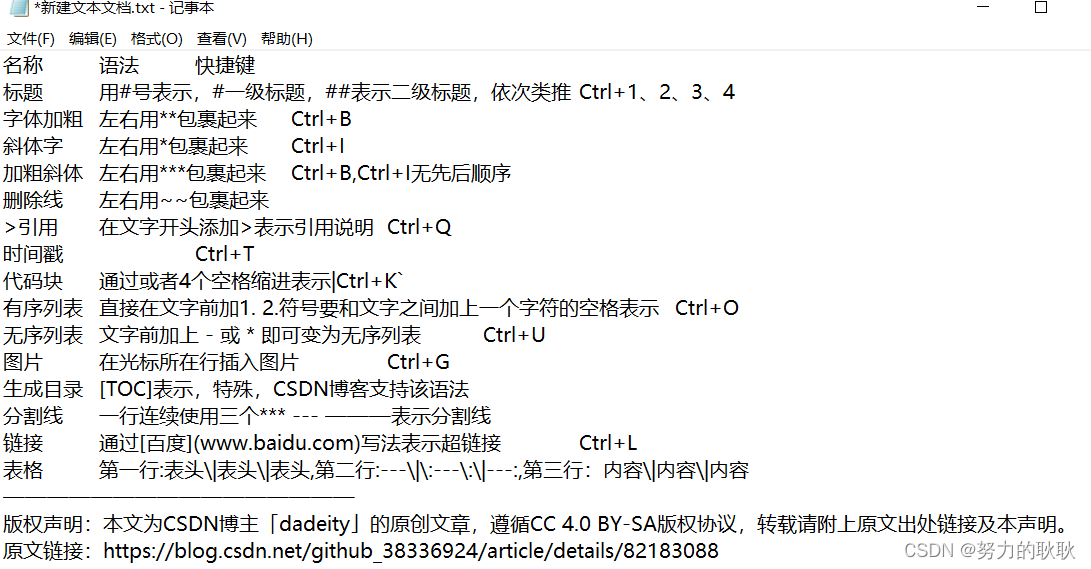 *新建文本文档.txt - 记事本
文件(F) 编辑(E) 格式(O) 查看(V) 帮助(H)
名称 语法 快捷键
标题 用#号表示，#一级标题，##表示二级标题，依次类推 Ctrl+1、2、3、4
字体加粗 左右用**包裹起来 Ctrl+B
斜体字 左右用*包裹起来 Ctrl+I
加粗斜体 左右用***包裹起来 Ctrl+B,Ctrl+I无先后顺序
删除线 左右用~~包裹起来
>引用 在文字开头添加>表示引用说明 Ctrl+Q
时间戳 Ctrl+T
代码块 通过或者4个空格缩进表示|Ctrl+K`
有序列表 直接在文字前加1. 2.符号要和文字之间加上一个字符的空格表示 Ctrl+O
无序列表 文字前加上 - 或 * 即可变为无序列表 Ctrl+U
图片 在光标所在行插入图片 Ctrl+G
生成目录 [TOC]表示，特殊，CSDN博客支持该语法
分割线 一行连续使用三个*** --- ———表示分割线
链接 通过[百度](www.baidu.com)写法表示超链接 Ctrl+L
表格 第一行:表头\|表头\|表头,第二行:---\|\:---\:\|---:,第三行：内容\|内容\|内容
————————————————
版权声明：本文为CSDN博主「dadeity」的原创文章，遵循CC 4.0 BY-SA版权协议，转载请附上原文出处链接及本声明。
原文链接：https://blog.csdn.net/github_38336924/article/details/82183088
CSDN @努力的耿耿